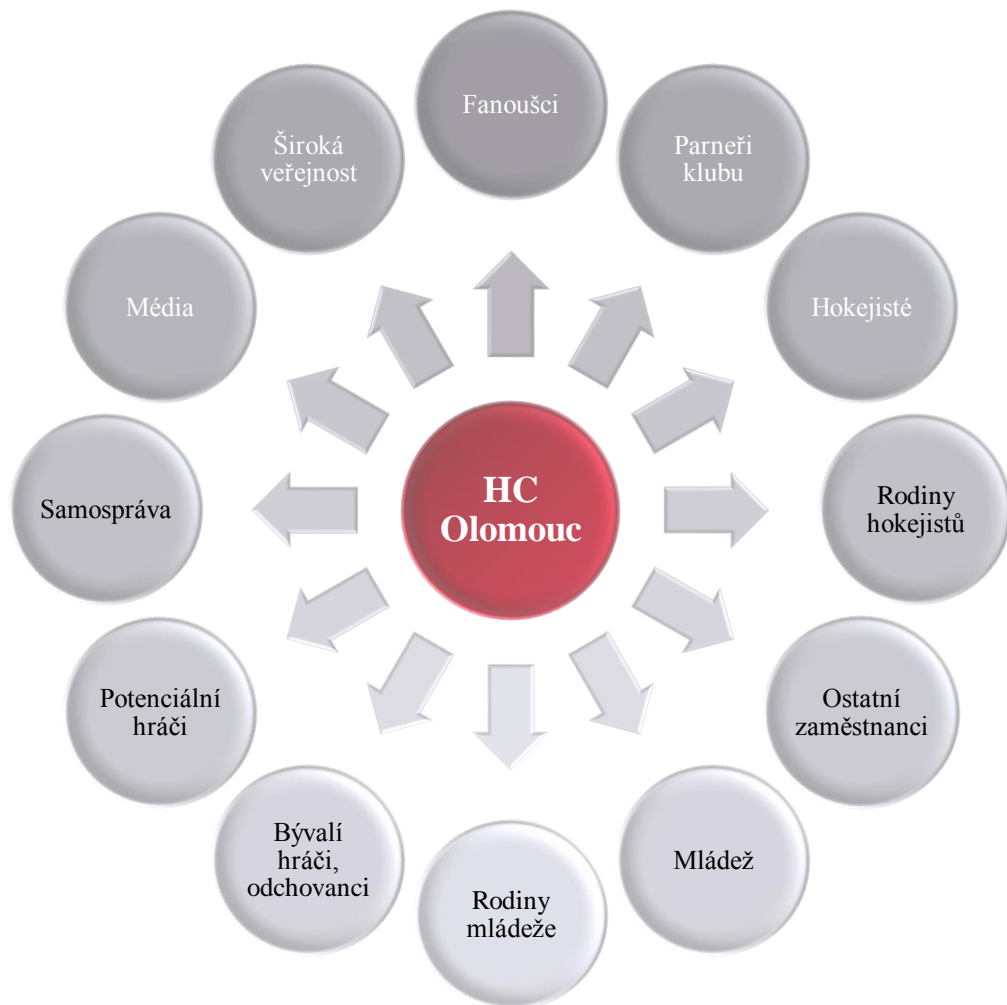 Fanoušci
Parneři
klubu
Hokejisté
Rodiny
hokejistů
Ostatní
zaměstnanci
Mládež
Rodiny
mládeže
Bývalí
hráči,
odchovanci
Potenciální
hráči
Samospráva
Média
Široká
veřejnost
HC
Olomouc